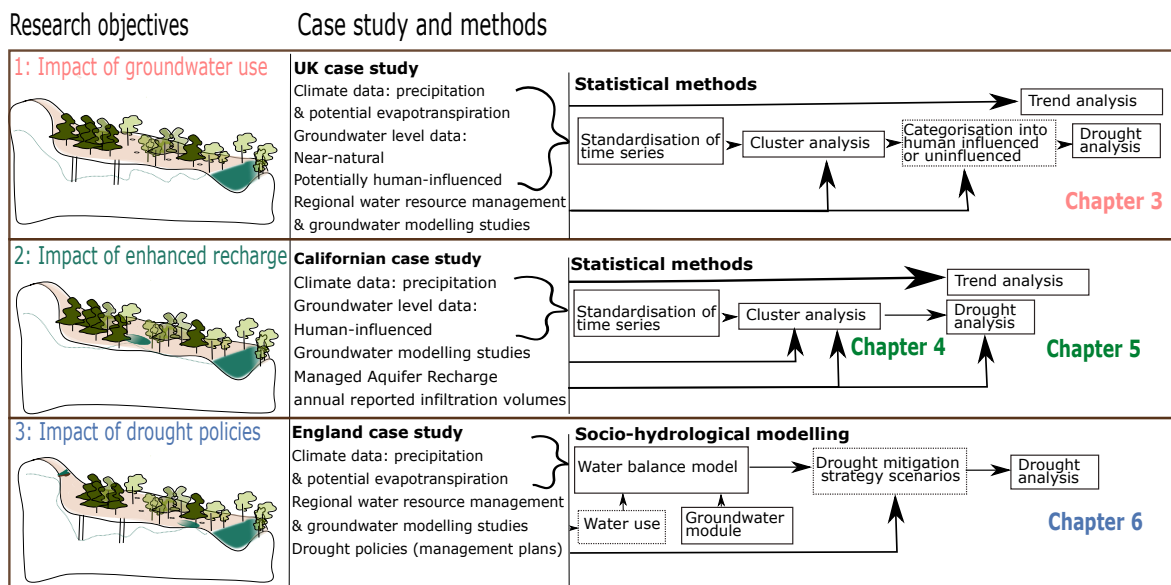 Research objectives
Case study and methods
1: Impact of groundwater use
UK case study
Climate data: precipitation
& potential evapotranspiration
Groundwater level data:
Near-natural
Potentially human-influenced
Regional water resource management
& groundwater modelling studies
Statistical methods
Trend analysis
Standardisation of
time series
Cluster analysis
Categorisation into
human influenced
or uninfluenced
Drought
analysis
Chapter 3
2: Impact of enhanced recharge
Californian case study
Climate data: precipitation
Groundwater level data:
Human-influenced
Groundwater modelling studies
Managed Aquifer Recharge
annual reported infiltration volumes
Statistical methods
Trend analysis
Standardisation of
time series
Cluster analysis
Drought
analysis
Chapter 4
Chapter 5
3: Impact of drought policies
England case study
Climate data: precipitation
& potential evapotranspiration
Regional water resource management
& groundwater modelling studies
Drought policies (management plans)
Socio-hydrological modelling
Water balance model
Drought mitigation
strategy scenarios
Drought
analysis
Water use
Groundwater
module
Chapter 6